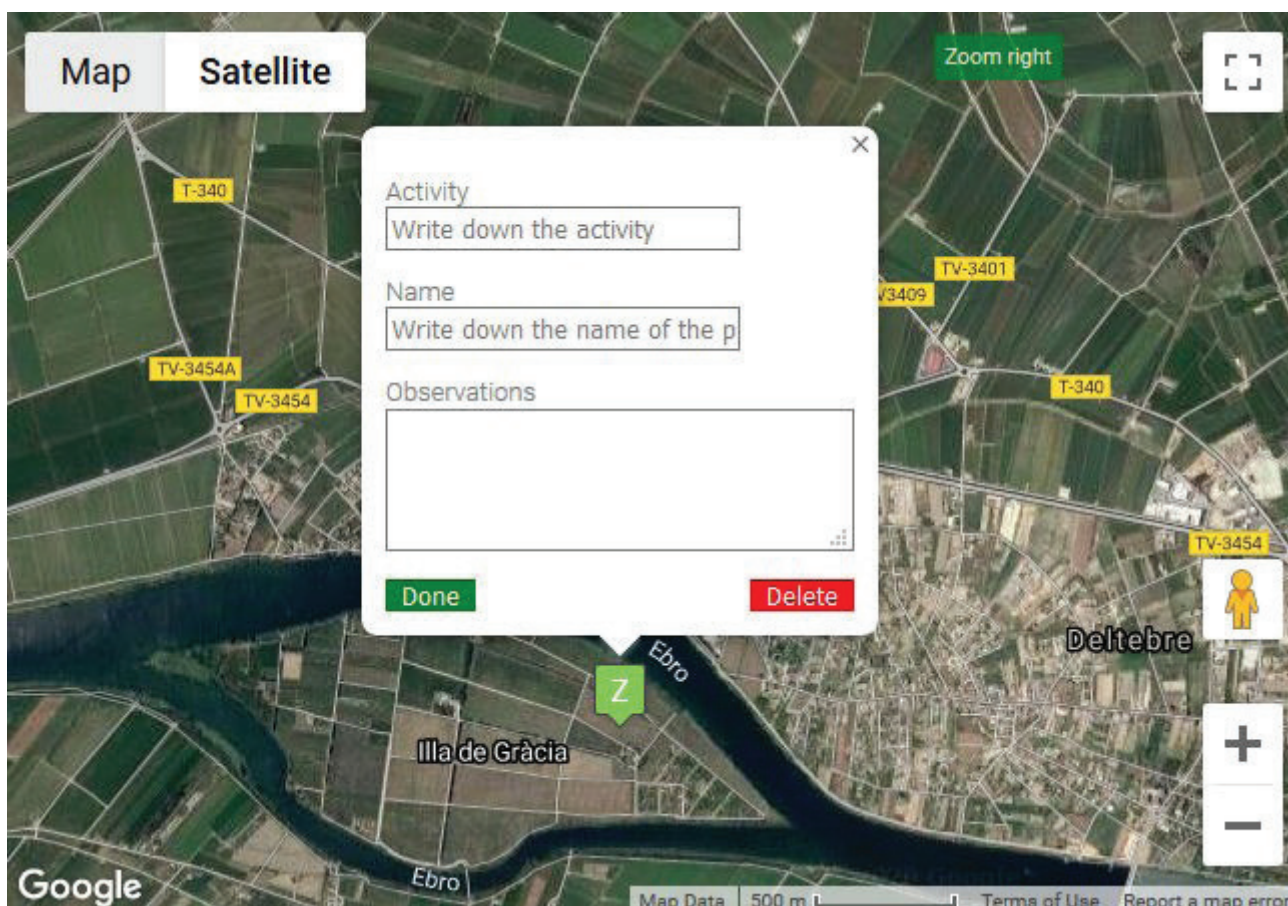 Map Satellite
Zoom right
T-340
Activity
Write down the activity
TV-3401
Name
V3409
Write down the name of the p
TV-3454A
T-340
TV-3454
Observations
TV-3454
Done Delete
Deltebre
Ebro
Z
Illa de Gràcia
Ebro
Google
Map Data 500 m Terms of Use Report a map error